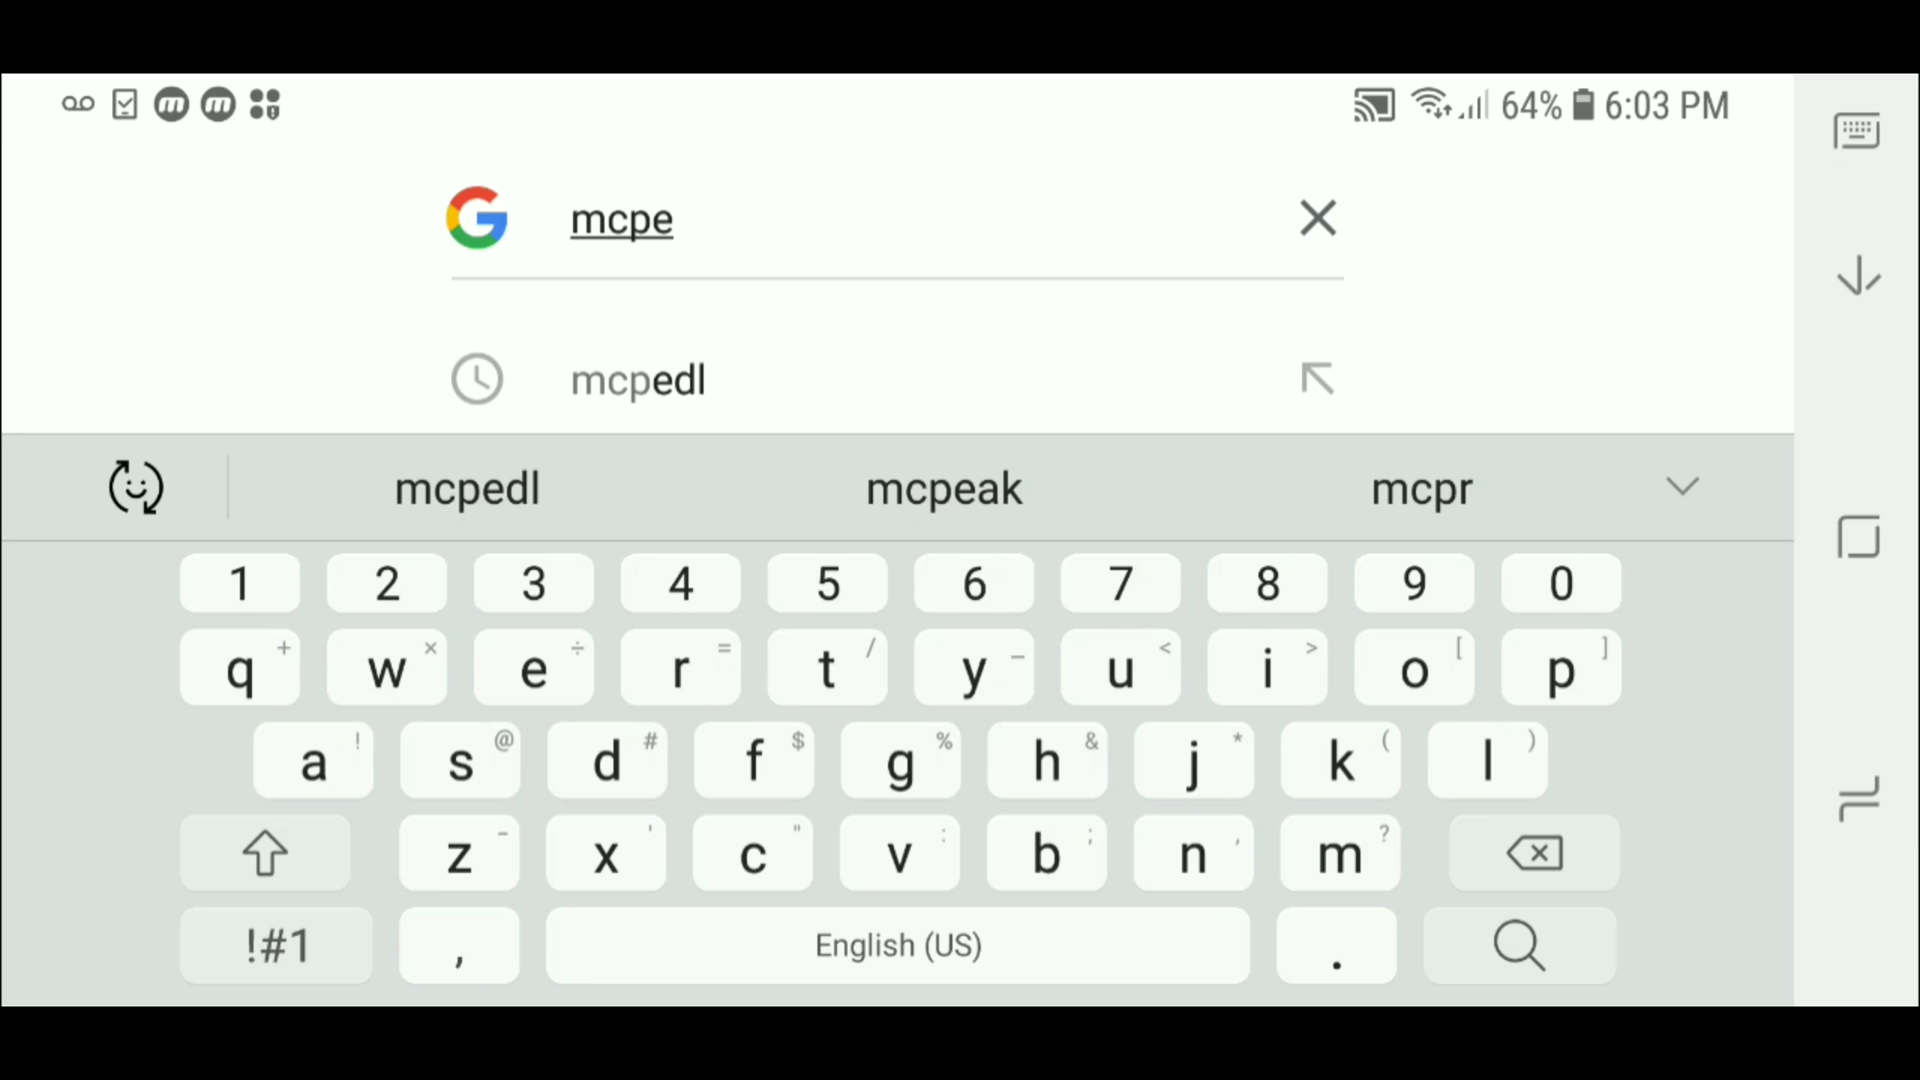 64% 6:03 PM
mcpe
mcpedl
mcpedl mcpeak mcpr
1 2 3 4 5 6 7 8 9 0
q + w × e ÷ r = t / y _ u < i > o [ p ]
a ! s @ d # f $ g % h & j * k ( l )
z - x ' c " v : b ; n , m ?
!#1 , English (US) .